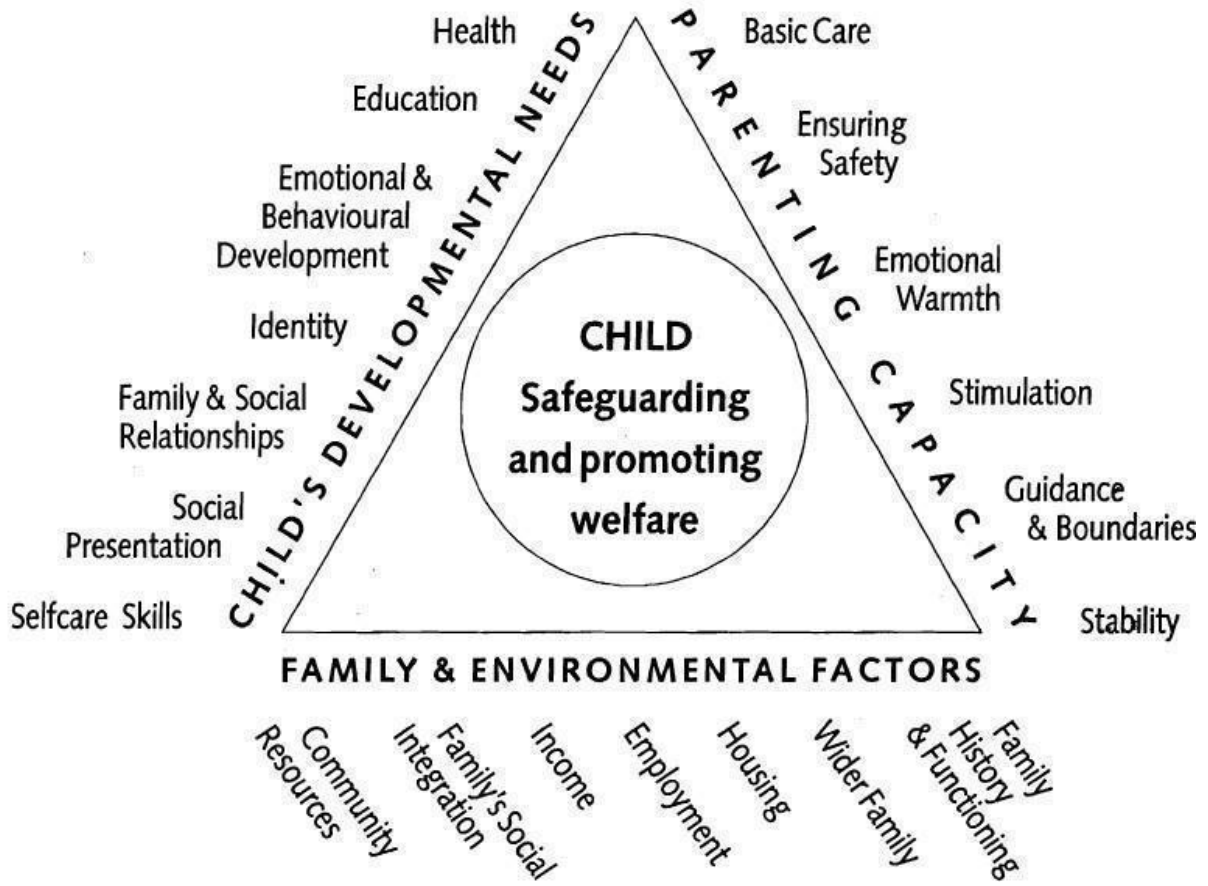 Health
Education
Emotional &
Behavioural
Development
Identity
Family & Social
Relationships
Social
Presentation
Selfcare Skills
CHILD'S DEVELOPMENTAL NEEDS
PARENTING CAPACITY
Basic Care
Ensuring
Safety
Emotional
Warmth
Stimulation
Guidance
& Boundaries
Stability
CHILD
Safeguarding
and promoting
welfare
FAMILY & ENVIRONMENTAL FACTORS
Community
Resources
Family's Social
Integration
Income
Employment
Housing
Wider Family
Family
History
& Functioning